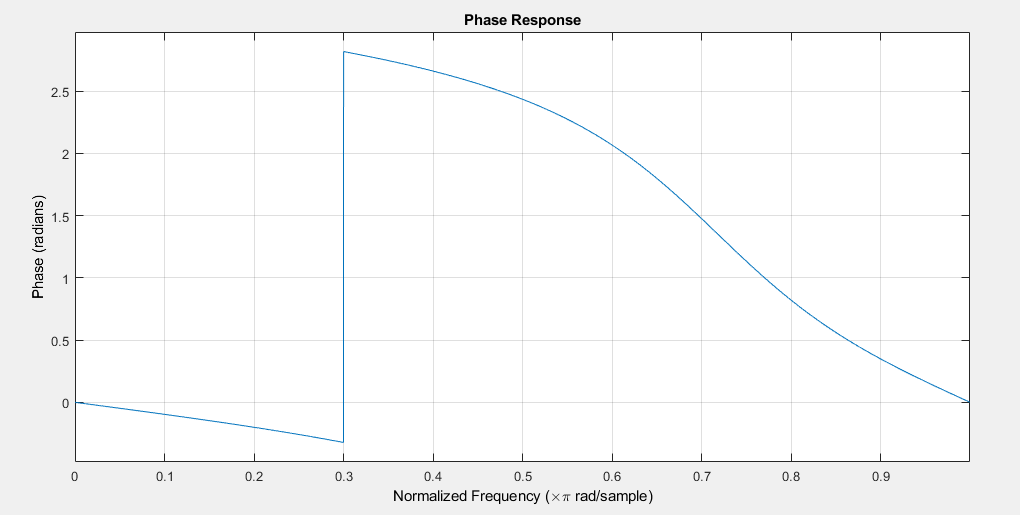 Phase Response
Phase (radians)
2.5
2
1.5
1
0.5
0
0 0.1 0.2 0.3 0.4 0.5 0.6 0.7 0.8 0.9
Normalized Frequency (×π rad/sample)